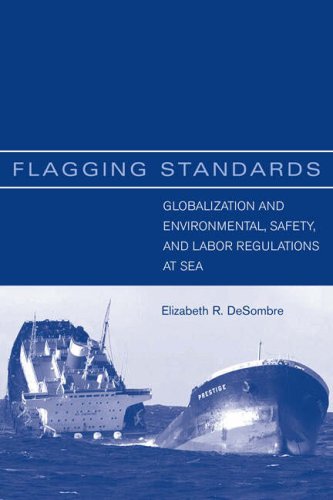 FLAGGING STANDARDS
GLOBALIZATION AND
ENVIRONMENTAL, SAFETY,
AND LABOR REGULATIONS
AT SEA
Elizabeth R. DeSombre
PRESTIGE